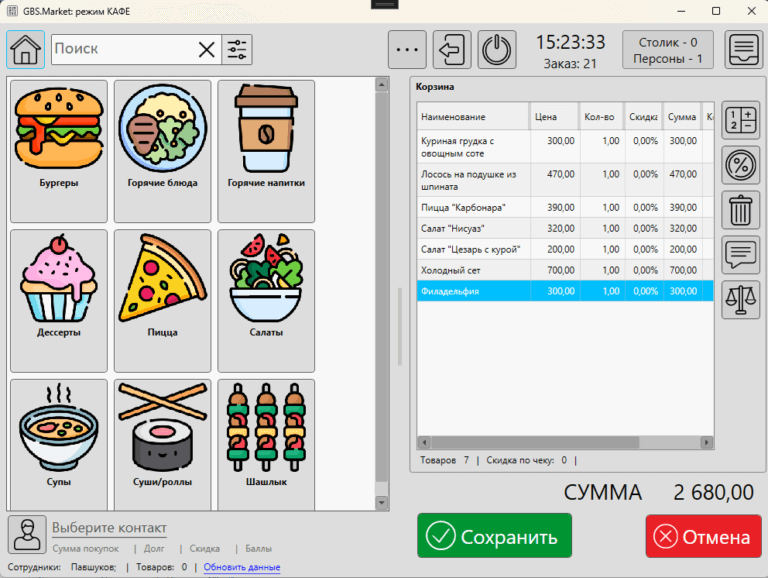 GBS.Market: режим КАФЕ
Поиск
15:23:33
Заказ: 21
Столик - 0
Персоны - 1
Бургеры
Горячие блюда
Горячие напитки
Дессерты
Пицца
Салаты
Супы
Суши/роллы
Шашлык
Корзина
Наименование Цена Кол-во Скидка Сумма
Куриная грудка с овощным соте 300,00 1,00 0,00% 300,00
Лосось на подушке из шпината 470,00 1,00 0,00% 470,00
Пицца "Карбонара" 390,00 1,00 0,00% 390,00
Салат "Нисуаз" 320,00 1,00 0,00% 320,00
Салат "Цезарь с курой" 200,00 1,00 0,00% 200,00
Холодный сет 700,00 1,00 0,00% 700,00
Филадельфия 300,00 1,00 0,00% 300,00
1 + 2 −
%
Товаров 7 | Скидка по чеку: 0 |
СУММА 2 680,00
Выберите контакт
Сумма покупок | Долг | Скидка | Баллы
Сохранить
Отмена
Сотрудники: Павшуков; | Товаров: 0 | Обновить данные